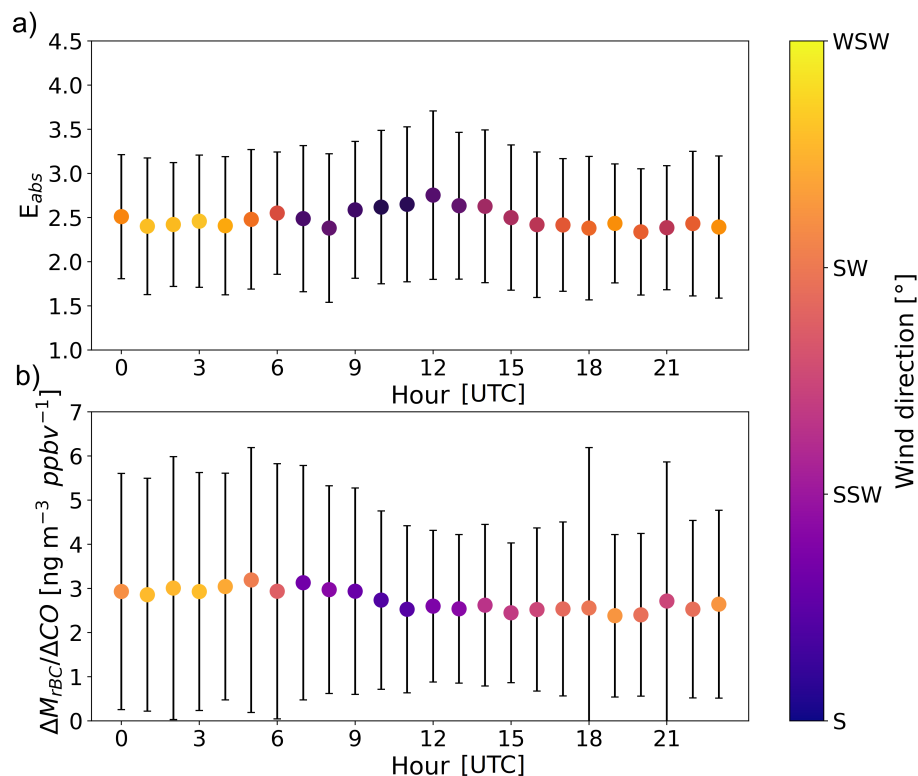 a)
4.5
4.0
3.5
3.0
2.5
2.0
1.5
1.0
E_abs
0 3 6 9 12 15 18 21
Hour [UTC]
b)
7
6
5
4
3
2
1
0
ΔM_rBC/ΔCO [ng m⁻³ ppbv⁻¹]
0 3 6 9 12 15 18 21
Hour [UTC]
WSW
SW
SSW
S
Wind direction [°]